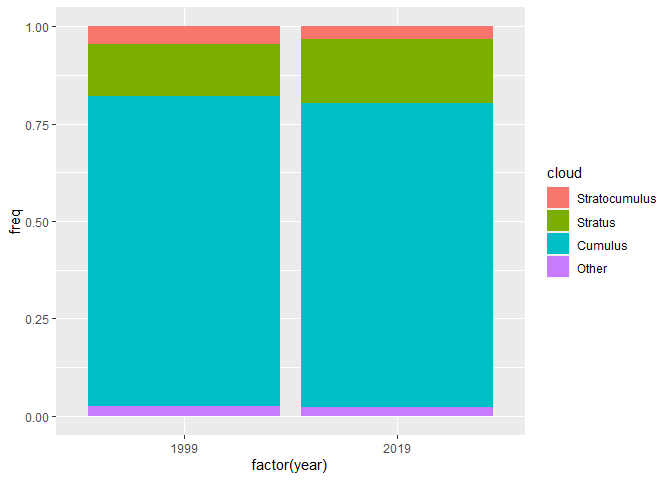 1.00
0.75
0.50
0.25
0.00
freq
1999 2019
factor(year)
cloud
Stratocumulus
Stratus
Cumulus
Other